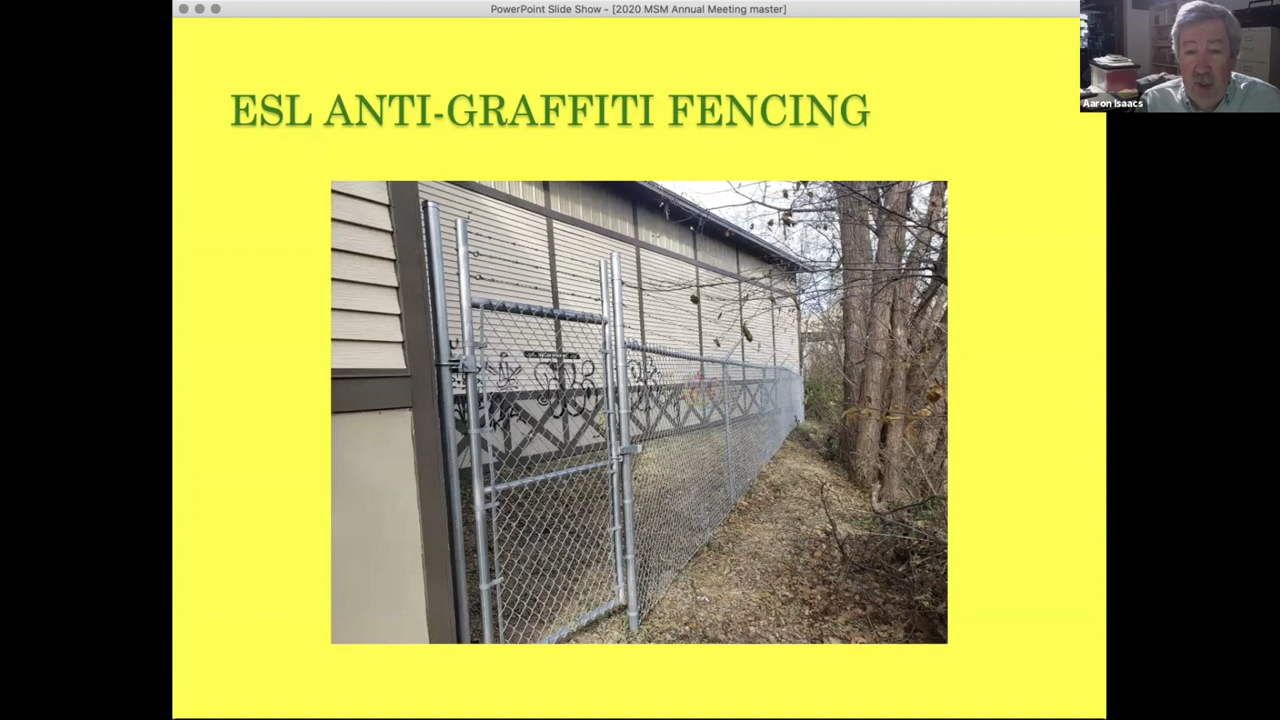 PowerPoint Slide Show - [2020 MSM Annual Meeting master]
ESL ANTI-GRAFFITI FENCING
Aaron Isaacs